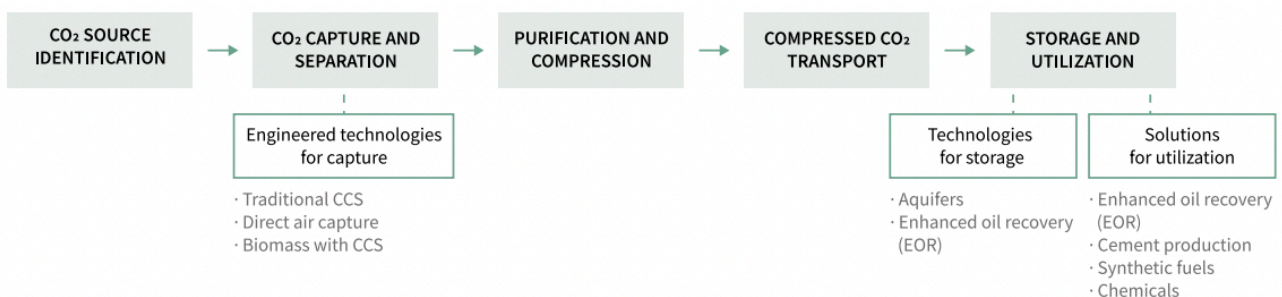 CO₂ SOURCE
IDENTIFICATION
CO₂ CAPTURE AND
SEPARATION
PURIFICATION AND
COMPRESSION
COMPRESSED CO₂
TRANSPORT
STORAGE AND
UTILIZATION
Engineered technologies
for capture
· Traditional CCS
· Direct air capture
· Biomass with CCS
Technologies
for storage
· Aquifers
· Enhanced oil recovery
(EOR)
Solutions
for utilization
· Enhanced oil recovery
(EOR)
· Cement production
· Synthetic fuels
· Chemicals